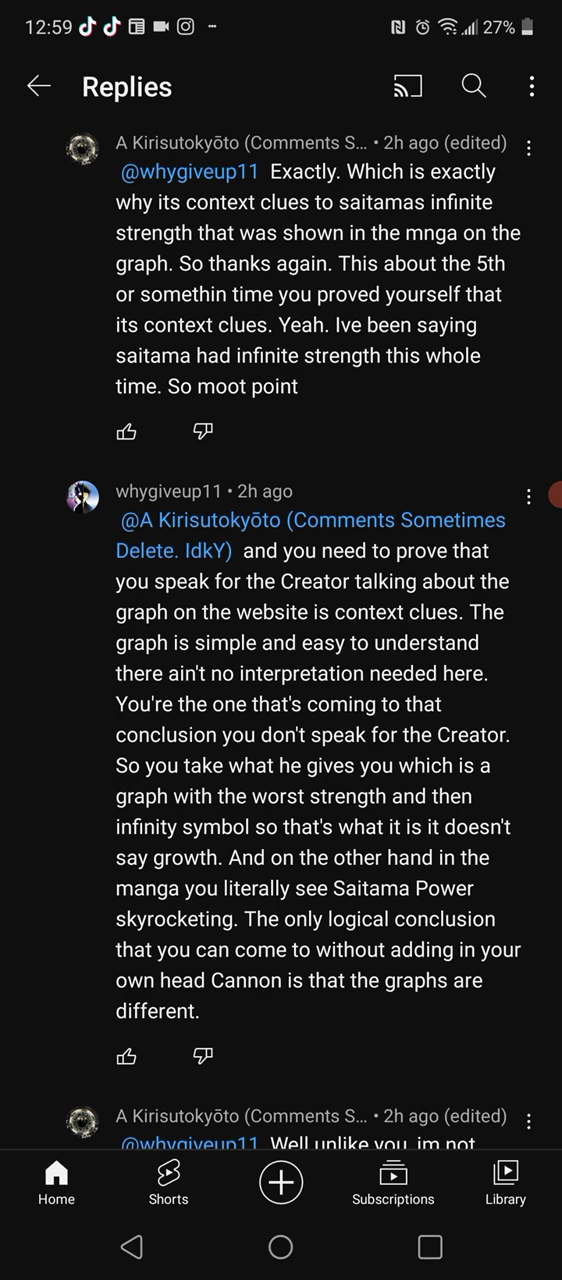 12:59 27%
Replies
A Kirisutokyōto (Comments S... • 2h ago (edited)
@whygiveup11 Exactly. Which is exactly
why its context clues to saitamas infinite
strength that was shown in the mnga on the
graph. So thanks again. This about the 5th
or somethin time you proved yourself that
its context clues. Yeah. Ive been saying
saitama had infinite strength this whole
time. So moot point
whygiveup11 • 2h ago
@A Kirisutokyōto (Comments Sometimes
Delete. IdkY) and you need to prove that
you speak for the Creator talking about the
graph on the website is context clues. The
graph is simple and easy to understand
there ain't no interpretation needed here.
You're the one that's coming to that
conclusion you don't speak for the Creator.
So you take what he gives you which is a
graph with the worst strength and then
infinity symbol so that's what it is it doesn't
say growth. And on the other hand in the
manga you literally see Saitama Power
skyrocketing. The only logical conclusion
that you can come to without adding in your
own head Cannon is that the graphs are
different.
A Kirisutokyōto (Comments S... • 2h ago (edited)
@whygiveup11 Well unlike you, im not
Home Shorts Subscriptions Library